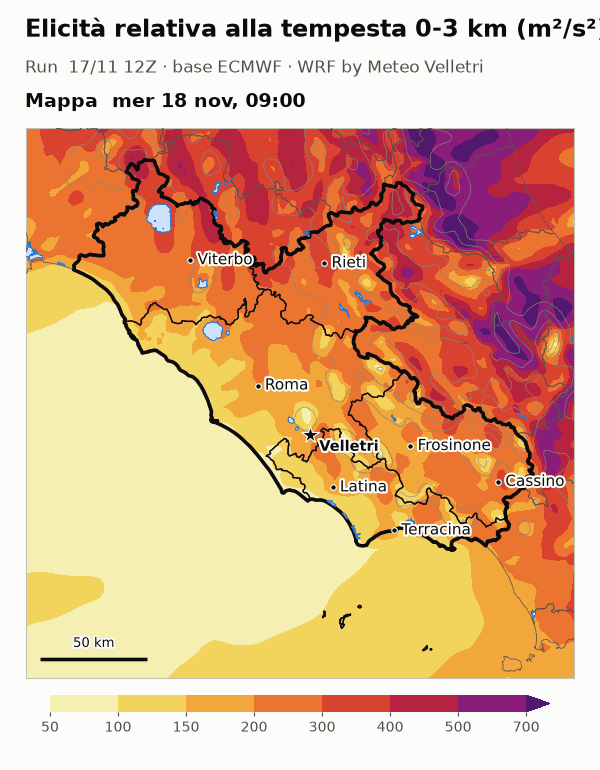 Elicità relativa alla tempesta 0-3 km (m²/s²)
Run  17/11 12Z · base ECMWF · WRF by Meteo Velletri
Mappa  mer 18 nov, 09:00
Viterbo
Rieti
Roma
Velletri
Frosinone
Latina
Cassino
Terracina
50 km
50 100 150 200 300 400 500 700